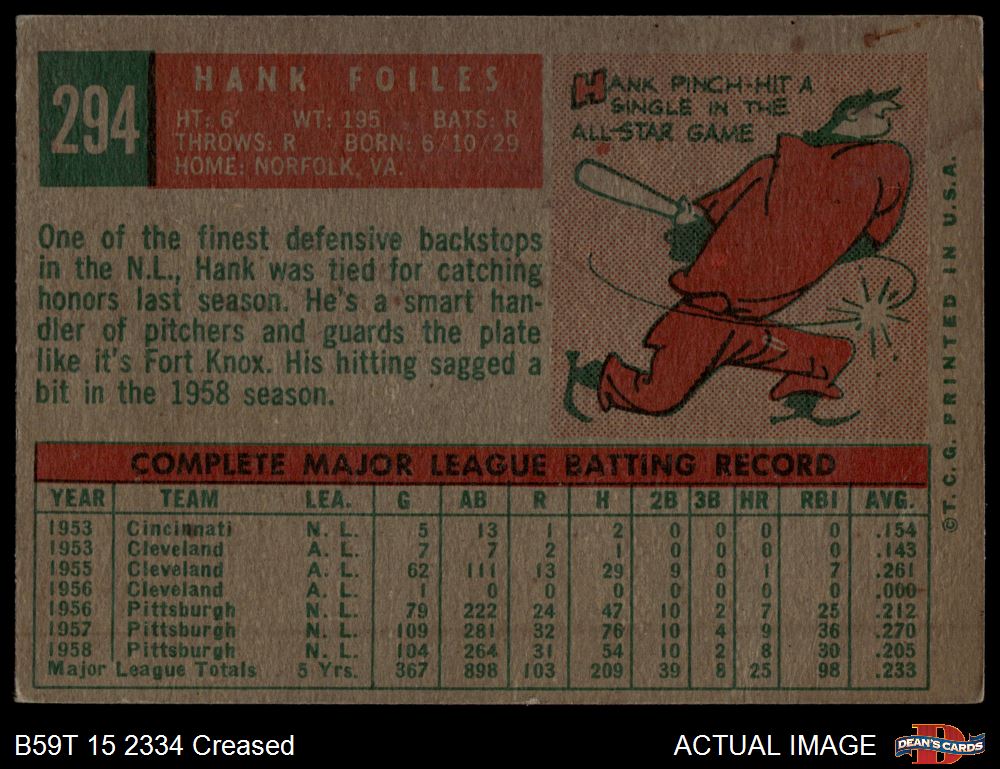 294
HANK FOILES
HT: 6' WT: 195 BATS: R
THROWS: R BORN: 6/10/29
HOME: NORFOLK, VA.
HANK PINCH-HIT A
SINGLE IN THE
ALL-STAR GAME
One of the finest defensive backstops
in the N.L., Hank was tied for catching
honors last season. He's a smart han-
dler of pitchers and guards the plate
like it's Fort Knox. His hitting sagged a
bit in the 1958 season.
©T. C. G. PRINTED IN U.S.A.
COMPLETE MAJOR LEAGUE BATTING RECORD
YEAR TEAM LEA. G AB R H 2B 3B HR RBI AVG.
1953 Cincinnati N. L. 5 13 1 2 0 0 0 0 .154
1953 Cleveland A. L. 7 7 2 1 0 0 0 0 .143
1955 Cleveland A. L. 62 111 13 29 9 0 1 7 .261
1956 Cleveland A. L. 1 0 0 0 0 0 0 0 .000
1956 Pittsburgh N. L. 79 222 24 47 10 2 7 25 .212
1957 Pittsburgh N. L. 109 281 32 76 10 4 9 36 .270
1958 Pittsburgh N. L. 104 264 31 54 10 2 8 30 .205
Major League Totals 5 Yrs. 367 898 103 209 39 8 25 98 .233
B59T 15 2334 Creased
ACTUAL IMAGE
DEAN'S CARDS